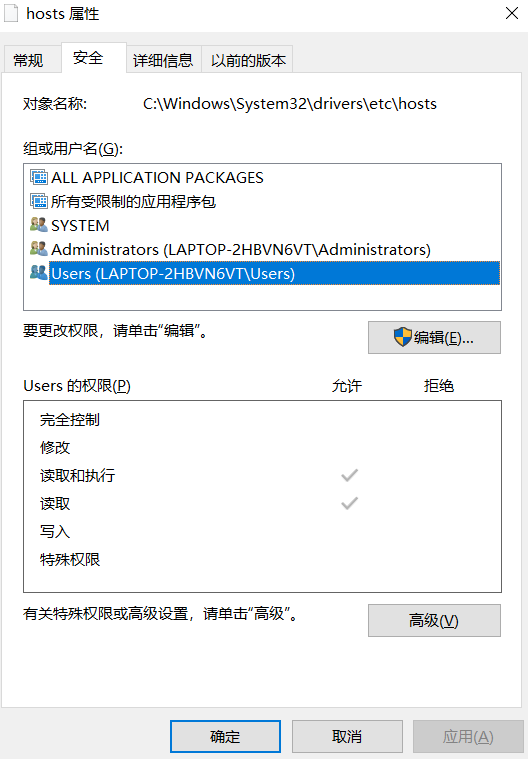 hosts 属性
常规 安全 详细信息 以前的版本
对象名称: C:\Windows\System32\drivers\etc\hosts
组或用户名(G):
ALL APPLICATION PACKAGES
所有受限制的应用程序包
SYSTEM
Administrators (LAPTOP-2HBVN6VT\Administrators)
Users (LAPTOP-2HBVN6VT\Users)
要更改权限，请单击“编辑”。 编辑(E)...
Users 的权限(P) 允许 拒绝
完全控制
修改
读取和执行
读取
写入
特殊权限
有关特殊权限或高级设置，请单击“高级”。 高级(V)
确定 取消 应用(A)